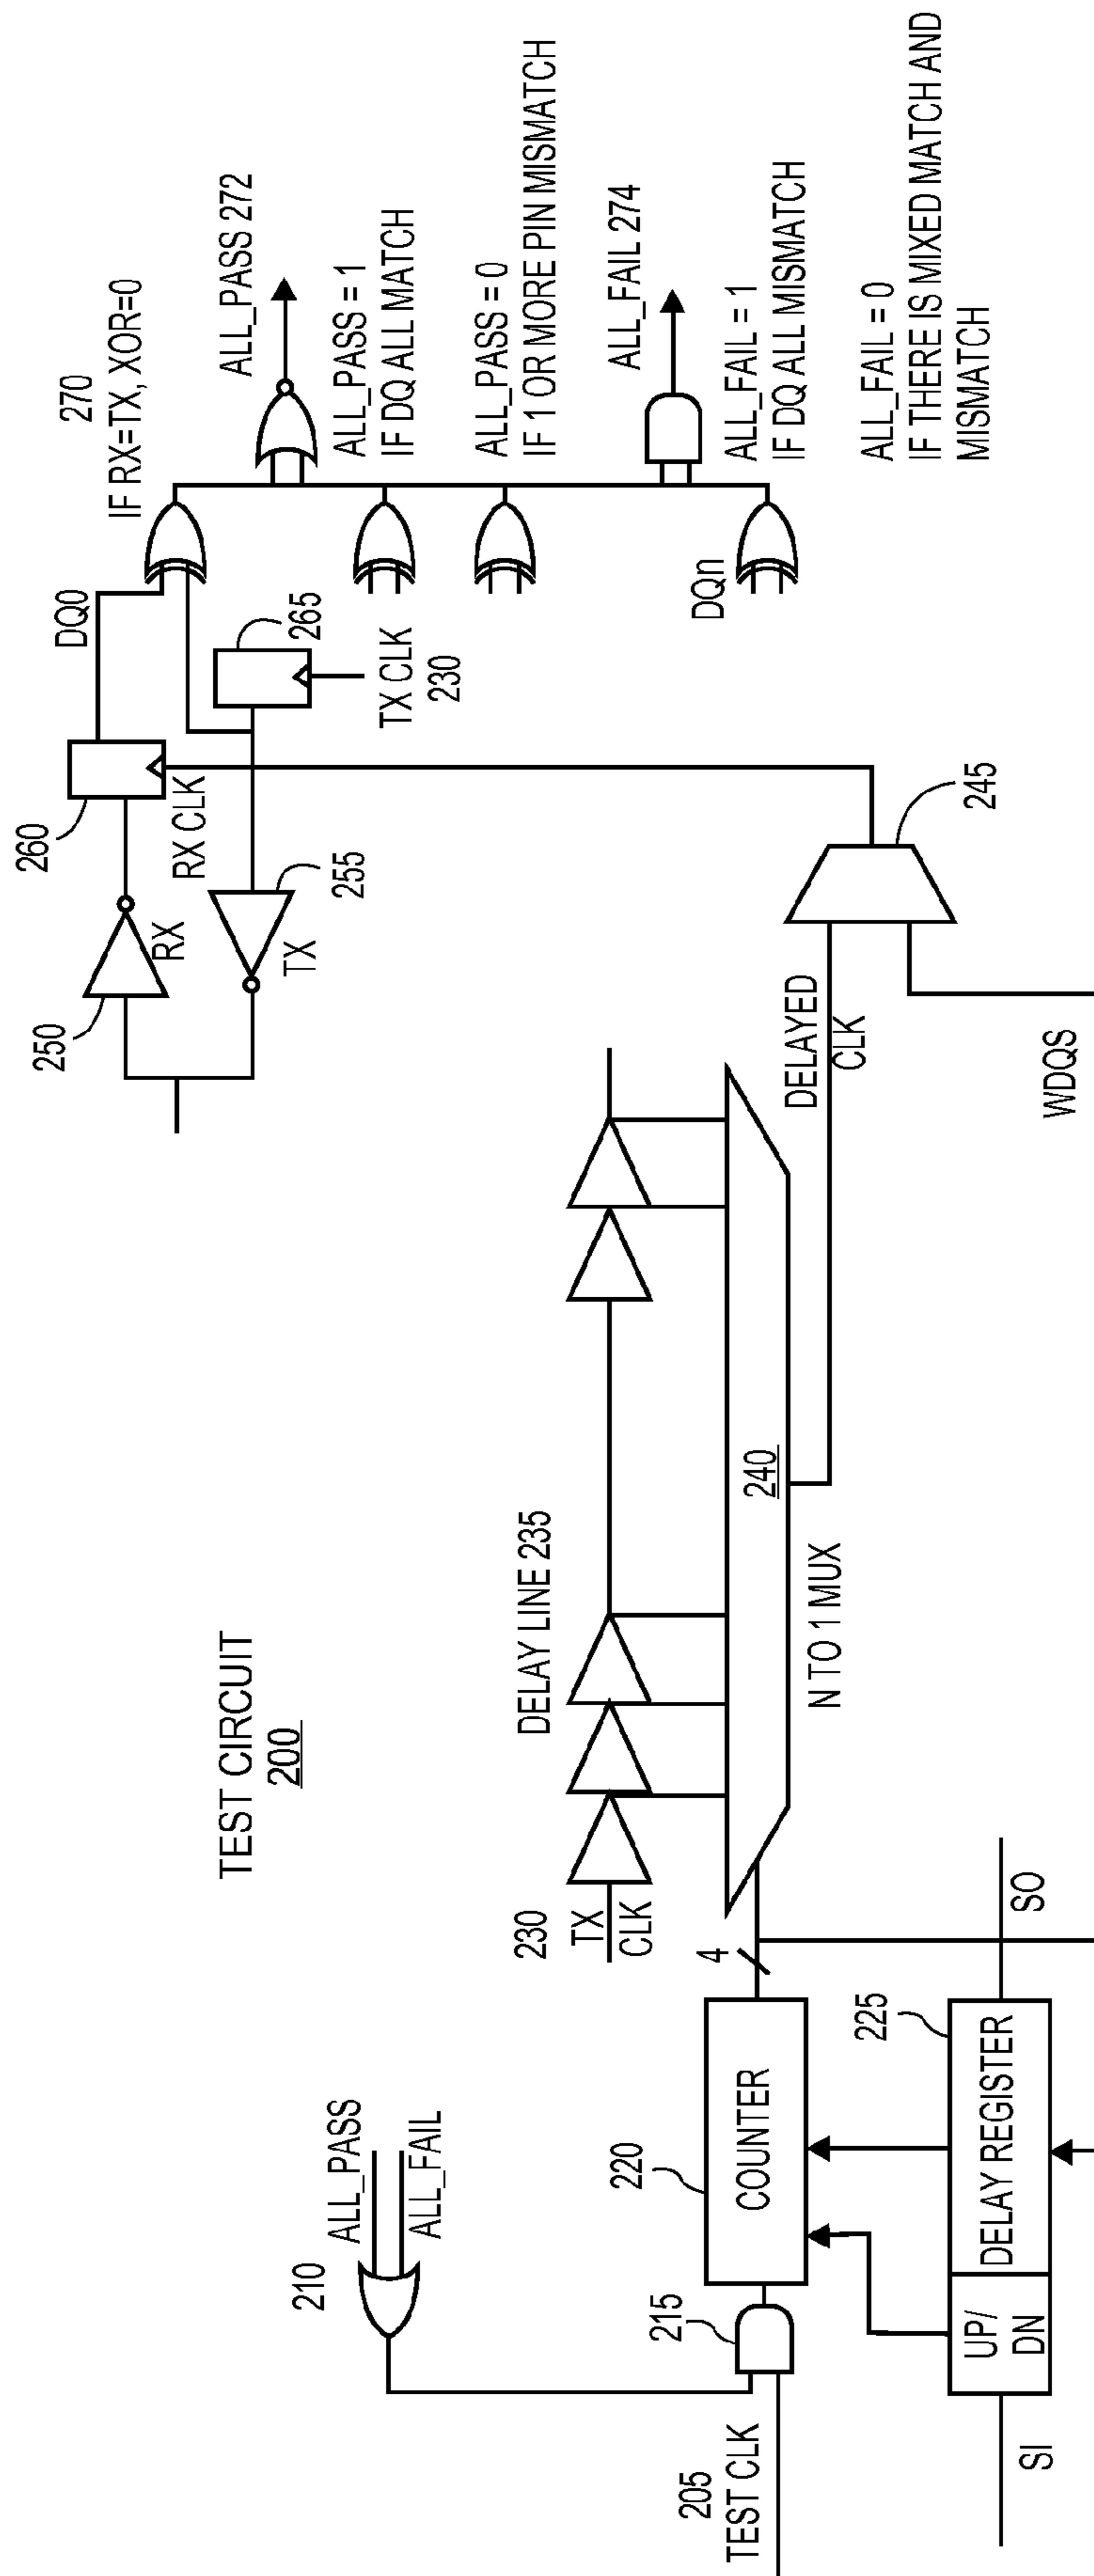 TEST CIRCUIT
200
205
TEST CLK
210
ALL_PASS
ALL_FAIL
215
220
COUNTER
4
225
UP/
DN
DELAY REGISTER
SI
SO
230
TX
CLK
DELAY LINE 235
240
N TO 1 MUX
DELAYED
CLK
WDQS
245
250
RX
255
TX
260
RX CLK
265
TX CLK
230
DQ0
DQn
270
IF RX=TX, XOR=0
ALL_PASS 272
ALL_PASS = 1
IF DQ ALL MATCH
ALL_PASS = 0
IF 1 OR MORE PIN MISMATCH
ALL_FAIL 274
ALL_FAIL = 1
IF DQ ALL MISMATCH
ALL_FAIL = 0
IF THERE IS MIXED MATCH AND
MISMATCH